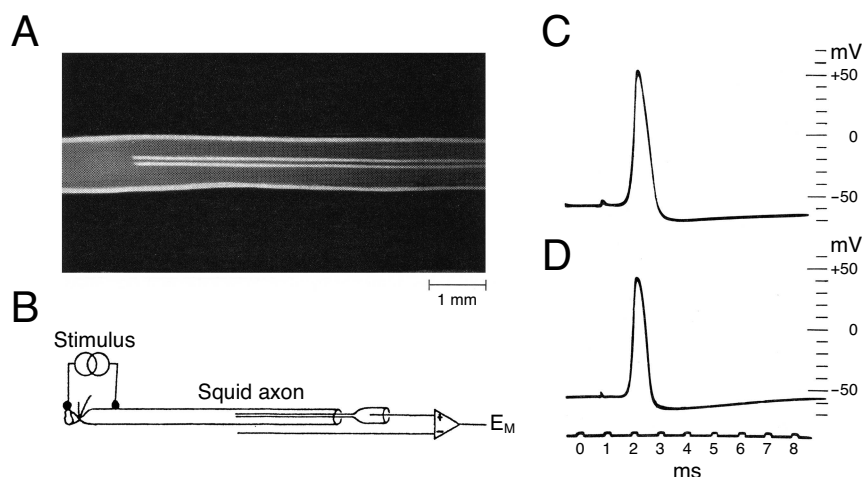 A
1 mm
B
Stimulus
Squid axon
+
−
E_M
C
mV
+50
0
−50
D
mV
+50
0
−50
0 1 2 3 4 5 6 7 8
ms